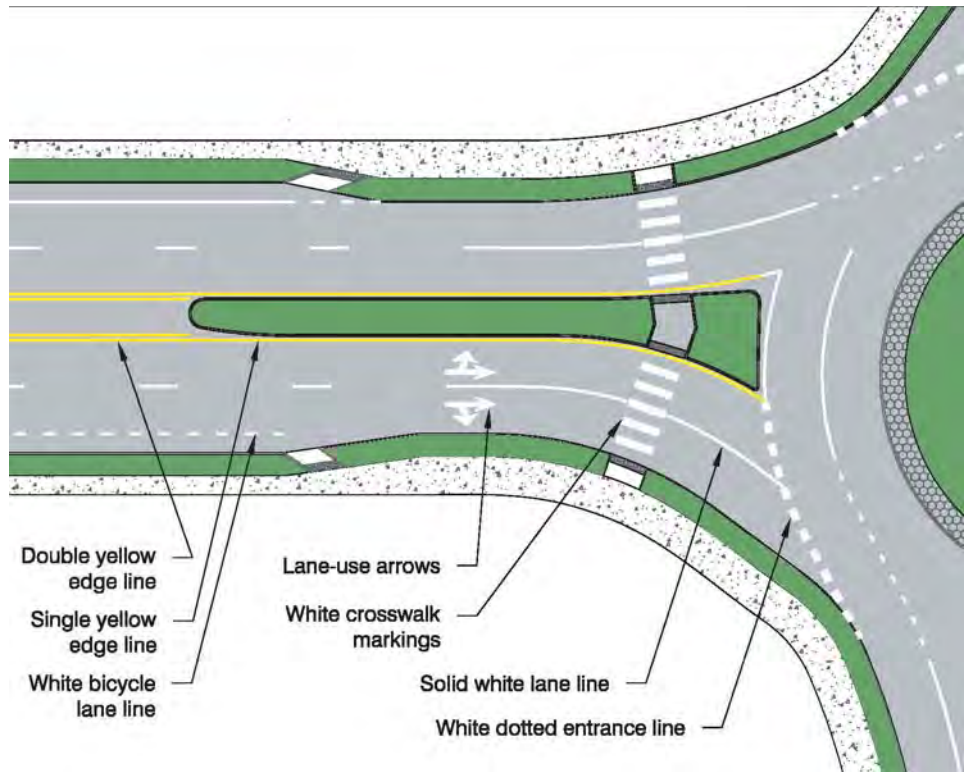 Double yellow
edge line
Single yellow
edge line
White bicycle
lane line
Lane-use arrows
White crosswalk
markings
Solid white lane line
White dotted entrance line